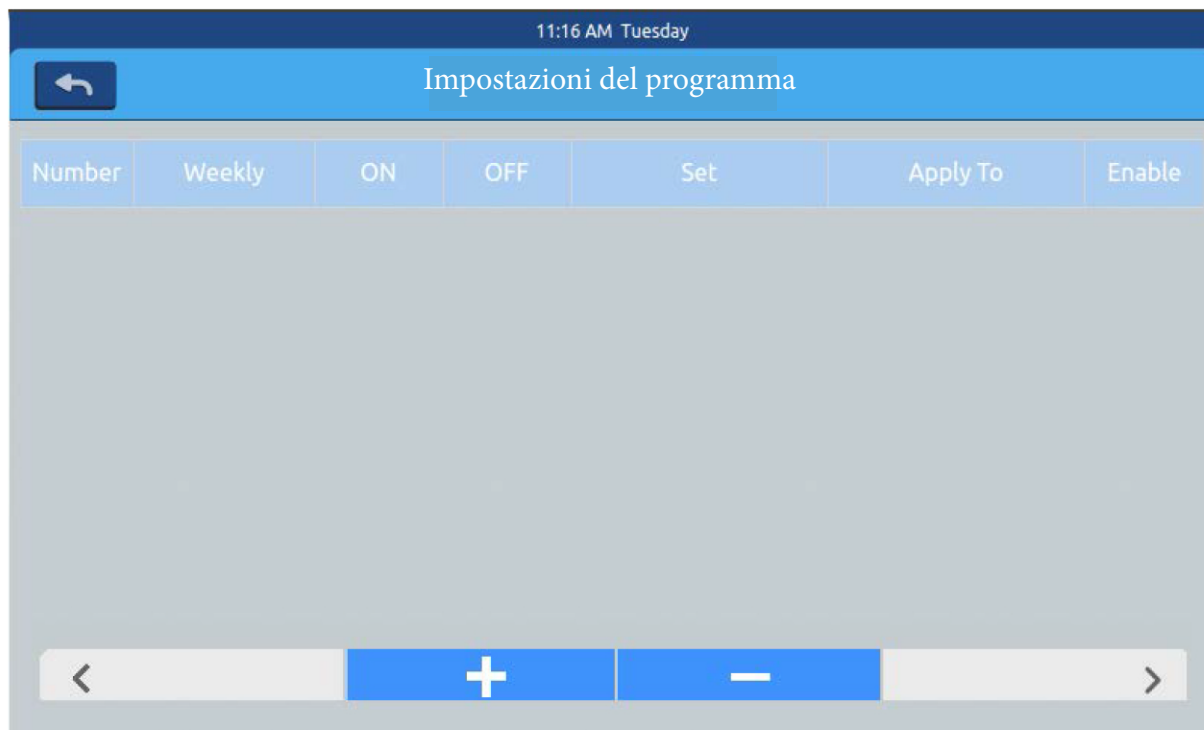 11:16 AM Tuesday
Impostazioni del programma
Number Weekly ON OFF Set Apply To Enable